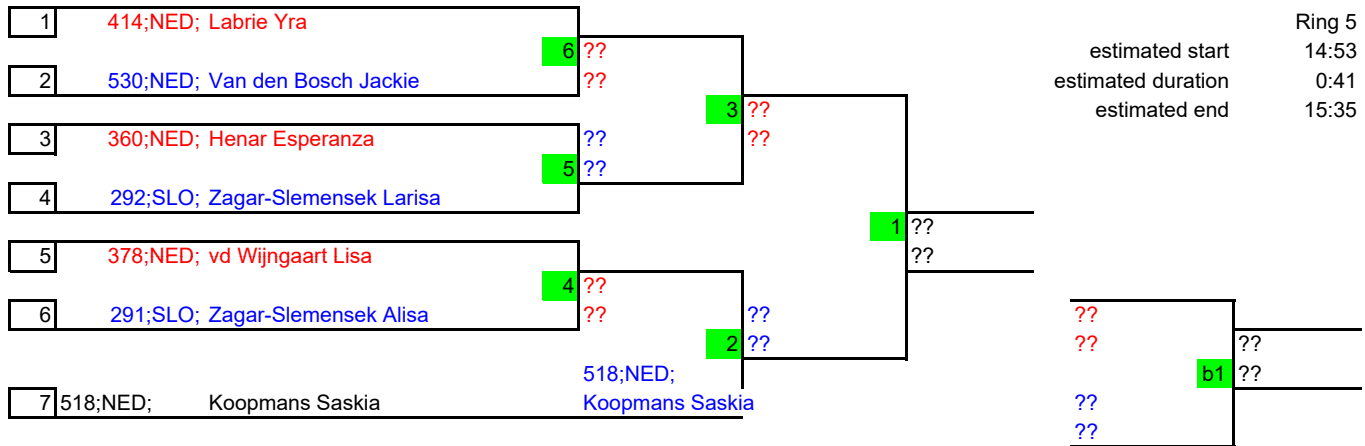 1 414;NED; Labrie Yra Ring 5
6 ?? estimated start 14:53
2 530;NED; Van den Bosch Jackie ?? estimated duration 0:41
3 ?? estimated end 15:35
3 360;NED; Henar Esperanza ?? ??
5 ??
4 292;SLO; Zagar-Slemensek Larisa
1 ??
5 378;NED; vd Wijngaart Lisa ??
4 ??
6 291;SLO; Zagar-Slemensek Alisa ?? ?? ??
2 ?? ?? ??
518;NED; b1 ??
7 518;NED; Koopmans Saskia Koopmans Saskia ??
??